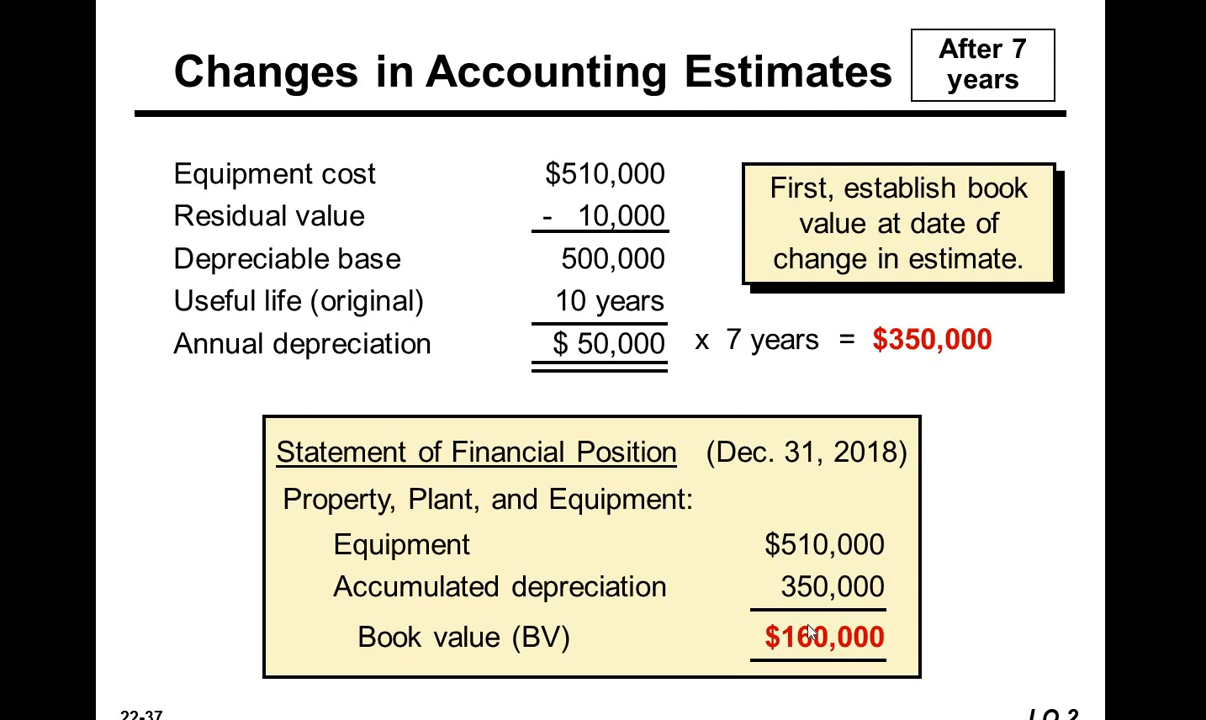 Changes in Accounting Estimates
After 7
years
Equipment cost $510,000
Residual value - 10,000
Depreciable base 500,000
Useful life (original) 10 years
Annual depreciation $ 50,000 x 7 years = $350,000
First, establish book
value at date of
change in estimate.
Statement of Financial Position (Dec. 31, 2018)
Property, Plant, and Equipment:
Equipment $510,000
Accumulated depreciation 350,000
Book value (BV) $160,000
22-37 LO 2